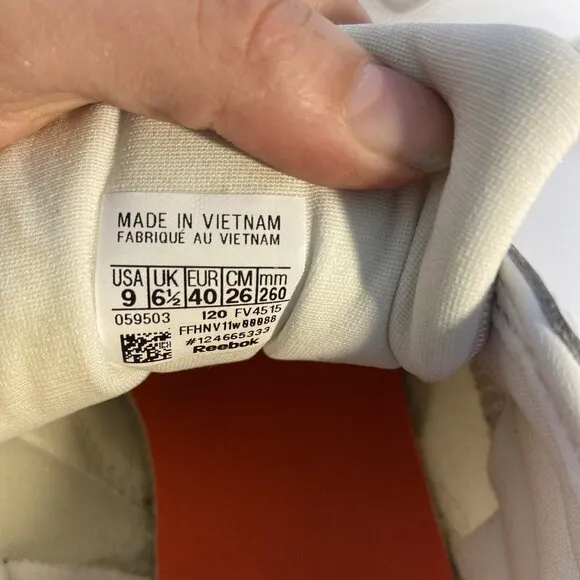 MADE IN VIETNAM
FABRIQUÉ AU VIETNAM
USA UK EUR CM mm
9 6½ 40 26 260
059503 120 FV4515
FFHNV11w00088
#124665333
Reebok